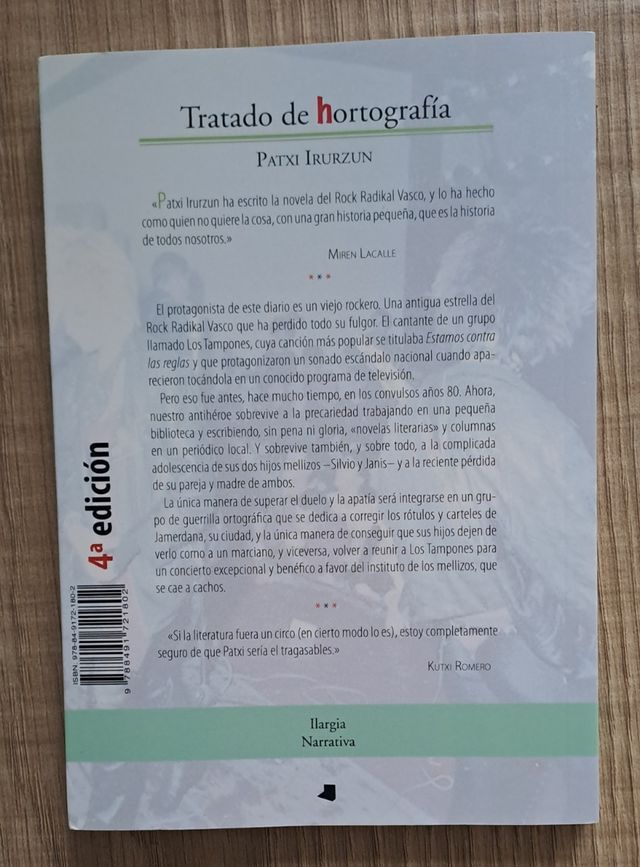 Tratado de hortografía
PATXI IRURZUN
«Patxi Irurzun ha escrito la novela del Rock Radikal Vasco, y lo ha hecho
como quien no quiere la cosa, con una gran historia pequeña, que es la historia
de todos nosotros.»
MIREN LACALLE
* * *
El protagonista de este diario es un viejo rockero. Una antigua estrella del
Rock Radikal Vasco que ha perdido todo su fulgor. El cantante de un grupo
llamado Los Tampones, cuya canción más popular se titulaba Estamos contra
las reglas y que protagonizaron un sonado escándalo nacional cuando apa-
recieron tocándola en un conocido programa de televisión.
Pero eso fue antes, hace mucho tiempo, en los convulsos años 80. Ahora,
nuestro antihéroe sobrevive a la precariedad trabajando en una pequeña
biblioteca y escribiendo, sin pena ni gloria, «novelas literarias» y columnas
en un periódico local. Y sobrevive también, y sobre todo, a la complicada
adolescencia de sus dos hijos mellizos –Silvio y Janis– y a la reciente pérdida
de su pareja y madre de ambos.
La única manera de superar el duelo y la apatía será integrarse en un gru-
po de guerrilla ortográfica que se dedica a corregir los rótulos y carteles de
Jamerdana, su ciudad, y la única manera de conseguir que sus hijos dejen de
verlo como a un marciano, y viceversa, volver a reunir a Los Tampones para
un concierto excepcional y benéfico a favor del instituto de los mellizos, que
se cae a cachos.
* * *
«Si la literatura fuera un circo (en cierto modo lo es), estoy completamente
seguro de que Patxi sería el tragasables.»
KUTXI ROMERO
4ª edición
ISBN: 978-84-9172-180-2
9 788491 721802
Ilargia
Narrativa